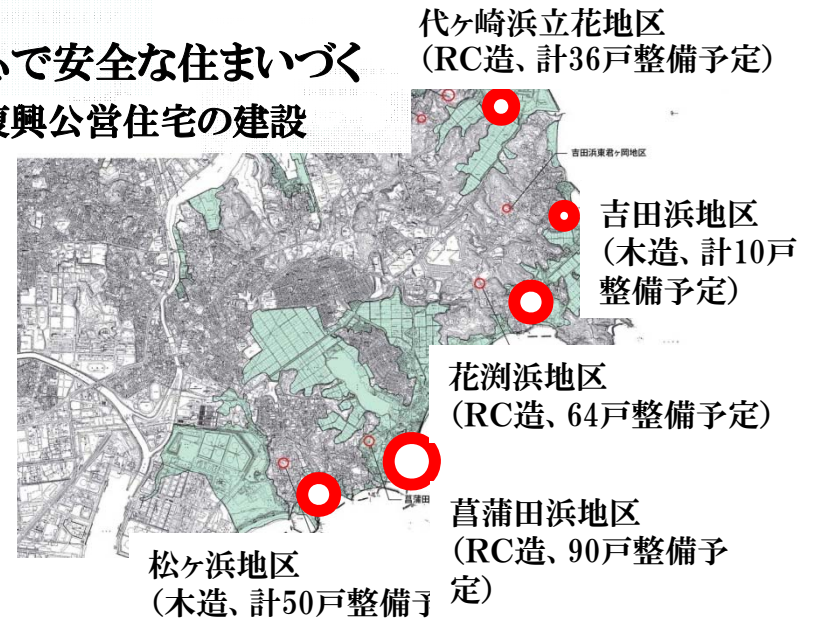 で安全な住まいづく
復興公営住宅の建設
代ヶ崎浜立花地区
(RC造、計36戸整備予定)
吉田浜東君ヶ岡地区
吉田浜地区
(木造、計10戸
整備予定)
花渕浜地区
(RC造、64戸整備予定)
菖蒲田
菖蒲田浜地区
(RC造、90戸整備予
定)
松ヶ浜地区
(木造、計50戸整備予